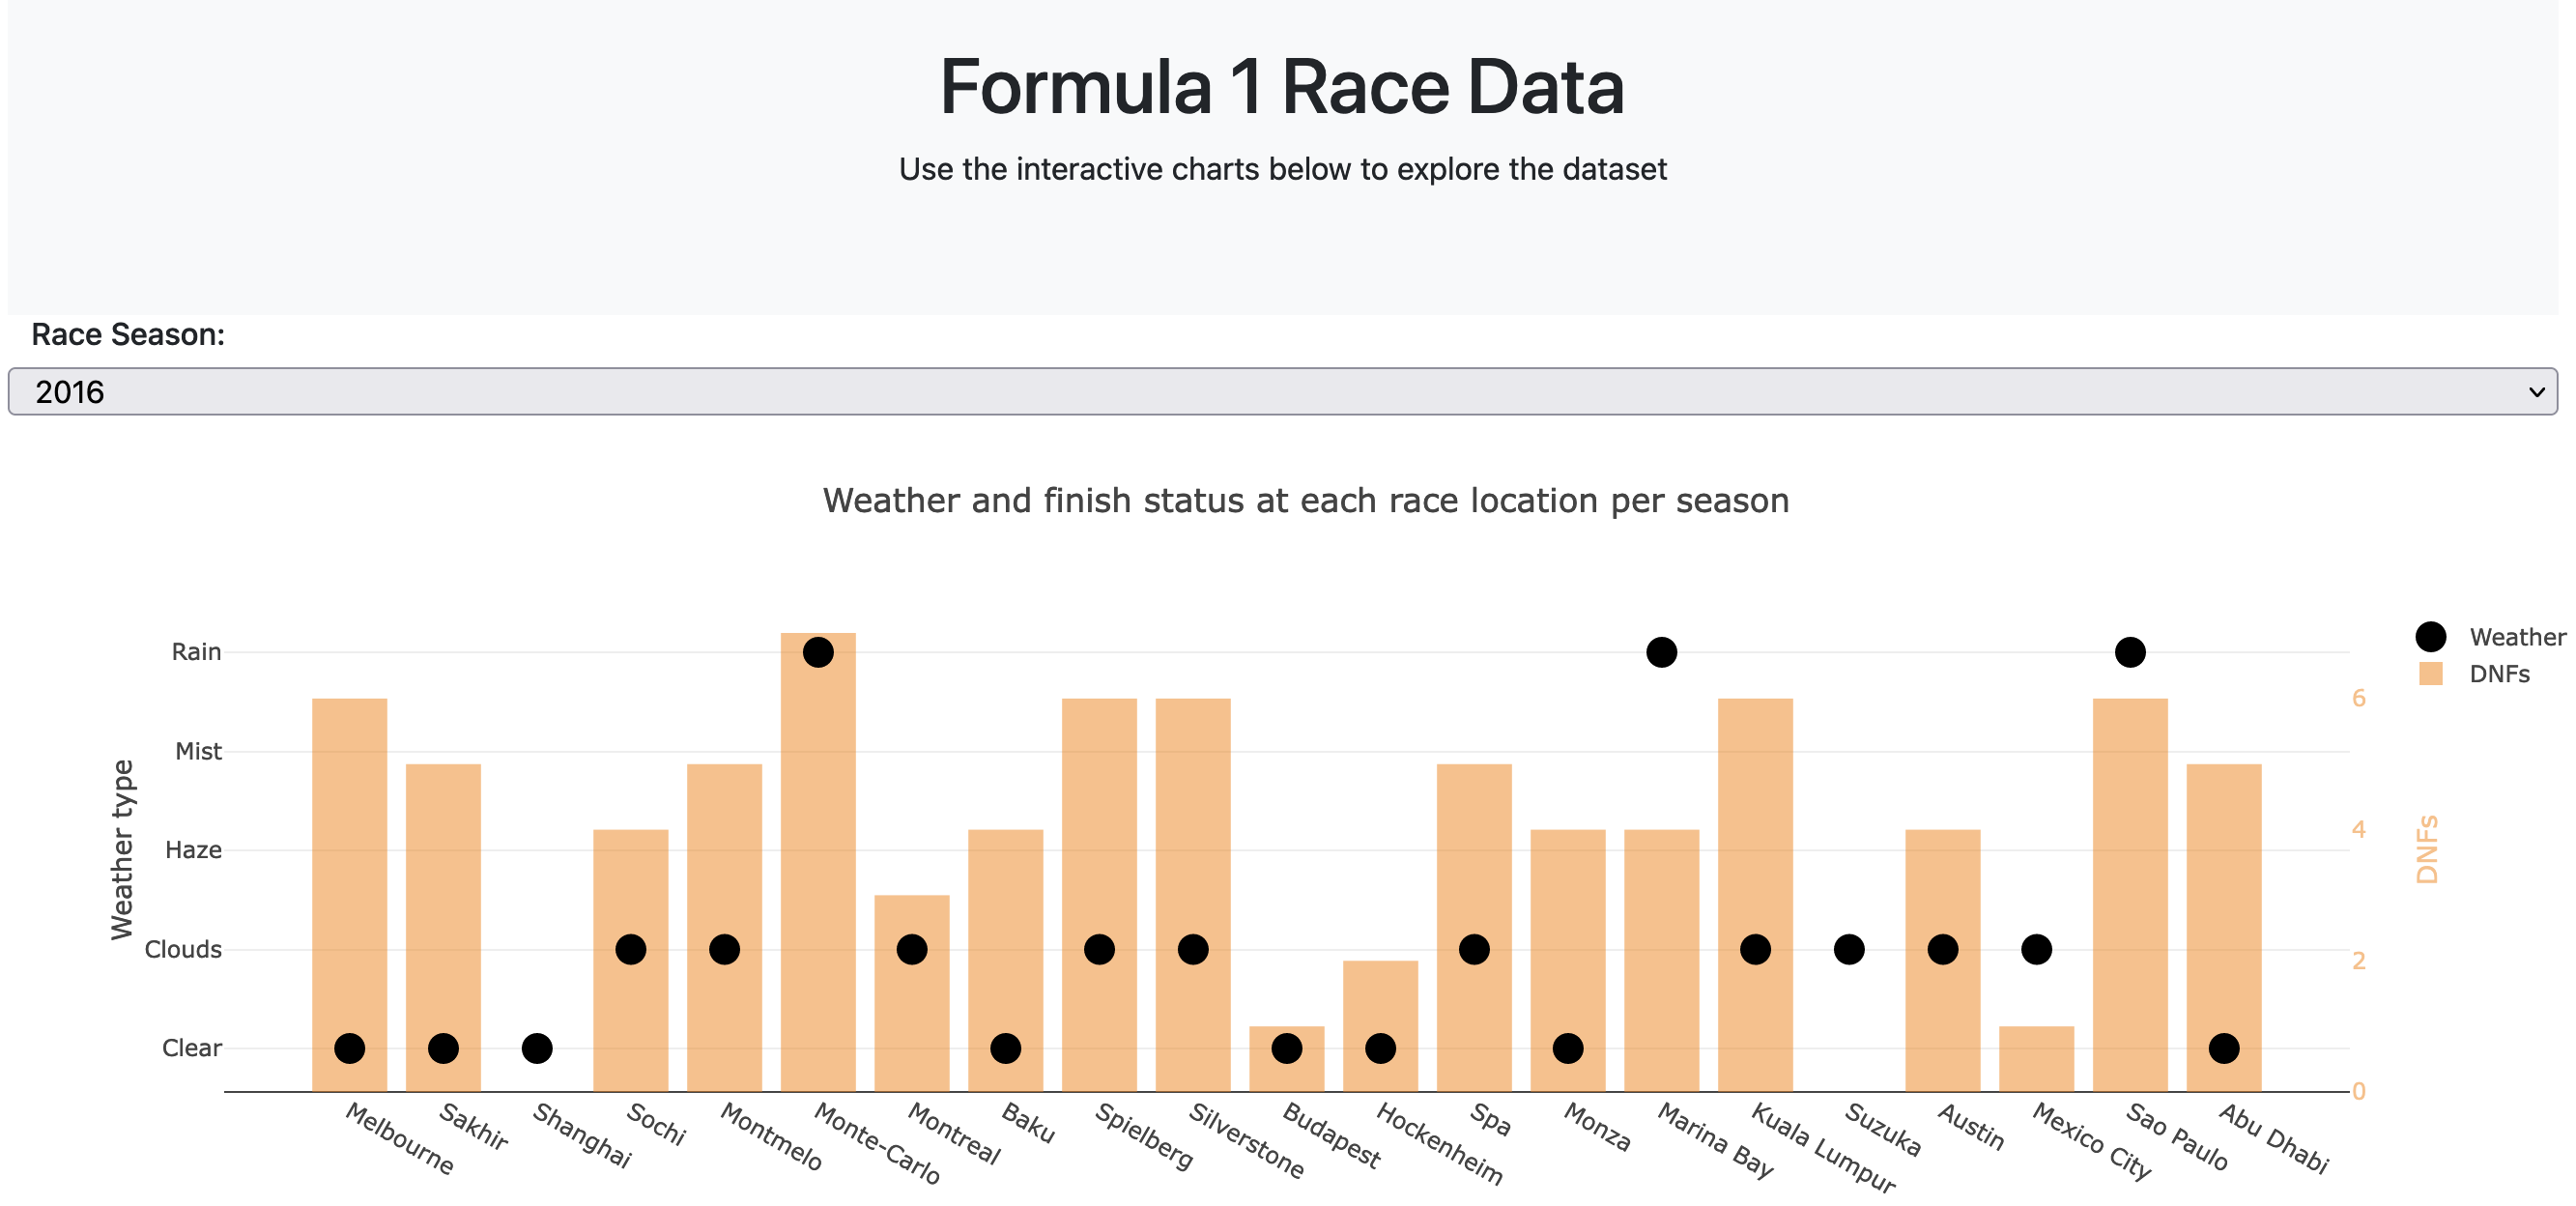 Formula 1 Race Data
Use the interactive charts below to explore the dataset
Race Season:
2016
Weather and finish status at each race location per season
Weather
DNFs
Weather type
Rain
Mist
Haze
Clouds
Clear
6
4
2
0
DNFs
Melbourne
Sakhir
Shanghai
Sochi
Montmelo
Monte-Carlo
Montreal
Baku
Spielberg
Silverstone
Budapest
Hockenheim
Spa
Monza
Marina Bay
Kuala Lumpur
Suzuka
Austin
Mexico City
Sao Paulo
Abu Dhabi